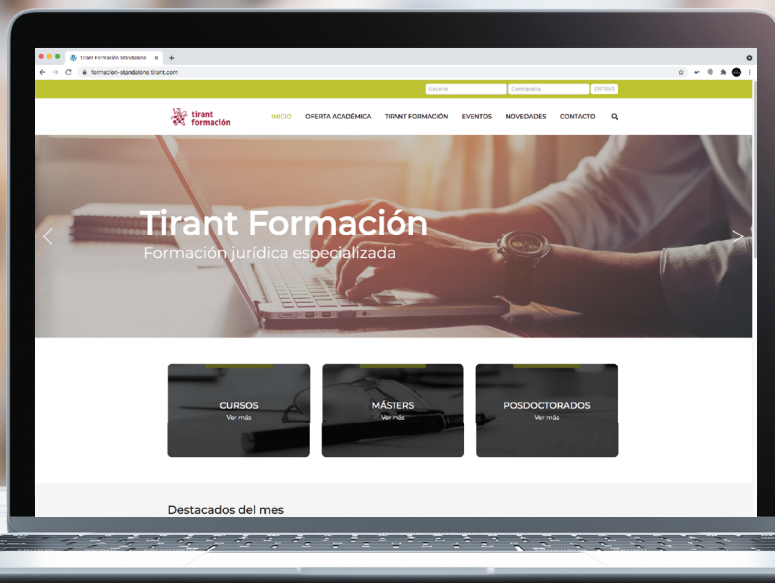 Tirant Formación Standalone
formacion-standalone.tirant.com
Usuario
Contraseña
ENTRAR
tirant
formación
INICIO
OFERTA ACADÉMICA
TIRANT FORMACIÓN
EVENTOS
NOVEDADES
CONTACTO
Tirant Formación
Formación jurídica especializada
CURSOS
Ver más
MÁSTERS
Ver más
POSDOCTORADOS
Ver más
Destacados del mes